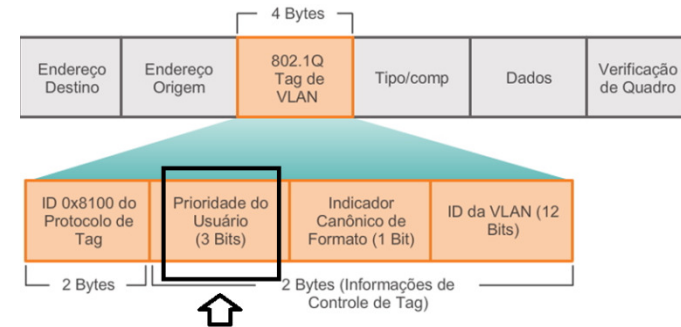 4 Bytes
Endereço
Destino
Endereço
Origem
802.1Q
Tag de
VLAN
Tipo/comp
Dados
Verificação
de Quadro
ID 0x8100 do
Protocolo de
Tag
Prioridade do
Usuário
(3 Bits)
Indicador
Canônico de
Formato (1 Bit)
ID da VLAN (12
Bits)
2 Bytes
2 Bytes (Informações de
Controle de Tag)